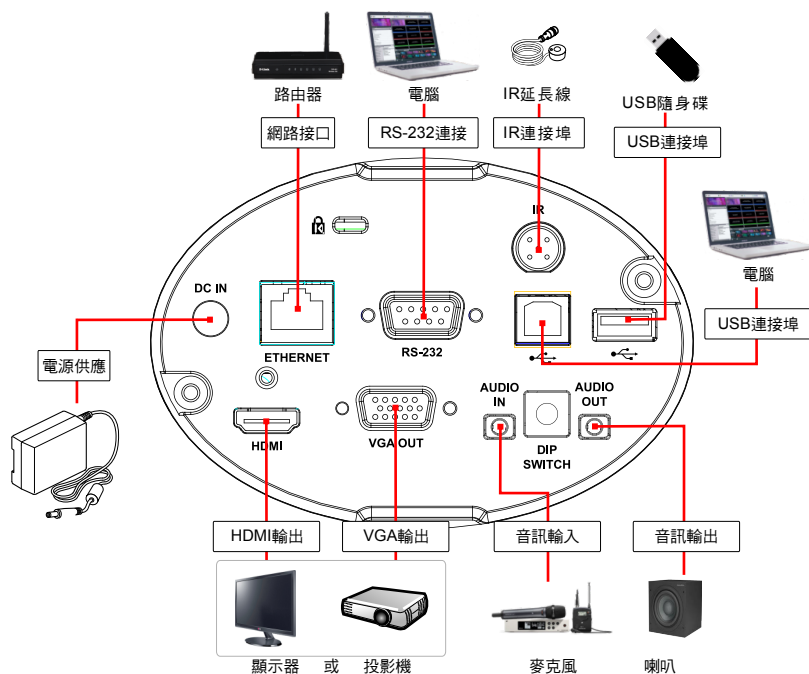 路由器
電腦
IR延長線
USB隨身碟
網路接口
RS-232連接
IR連接埠
USB連接埠
IR
K
電腦
DC IN
USB連接埠
ETHERNET
RS-232
電源供應
AUDIO IN
AUDIO OUT
HDMI
VGA OUT
DIP SWITCH
HDMI輸出
VGA輸出
音訊輸入
音訊輸出
顯示器 或 投影機
麥克風
喇叭